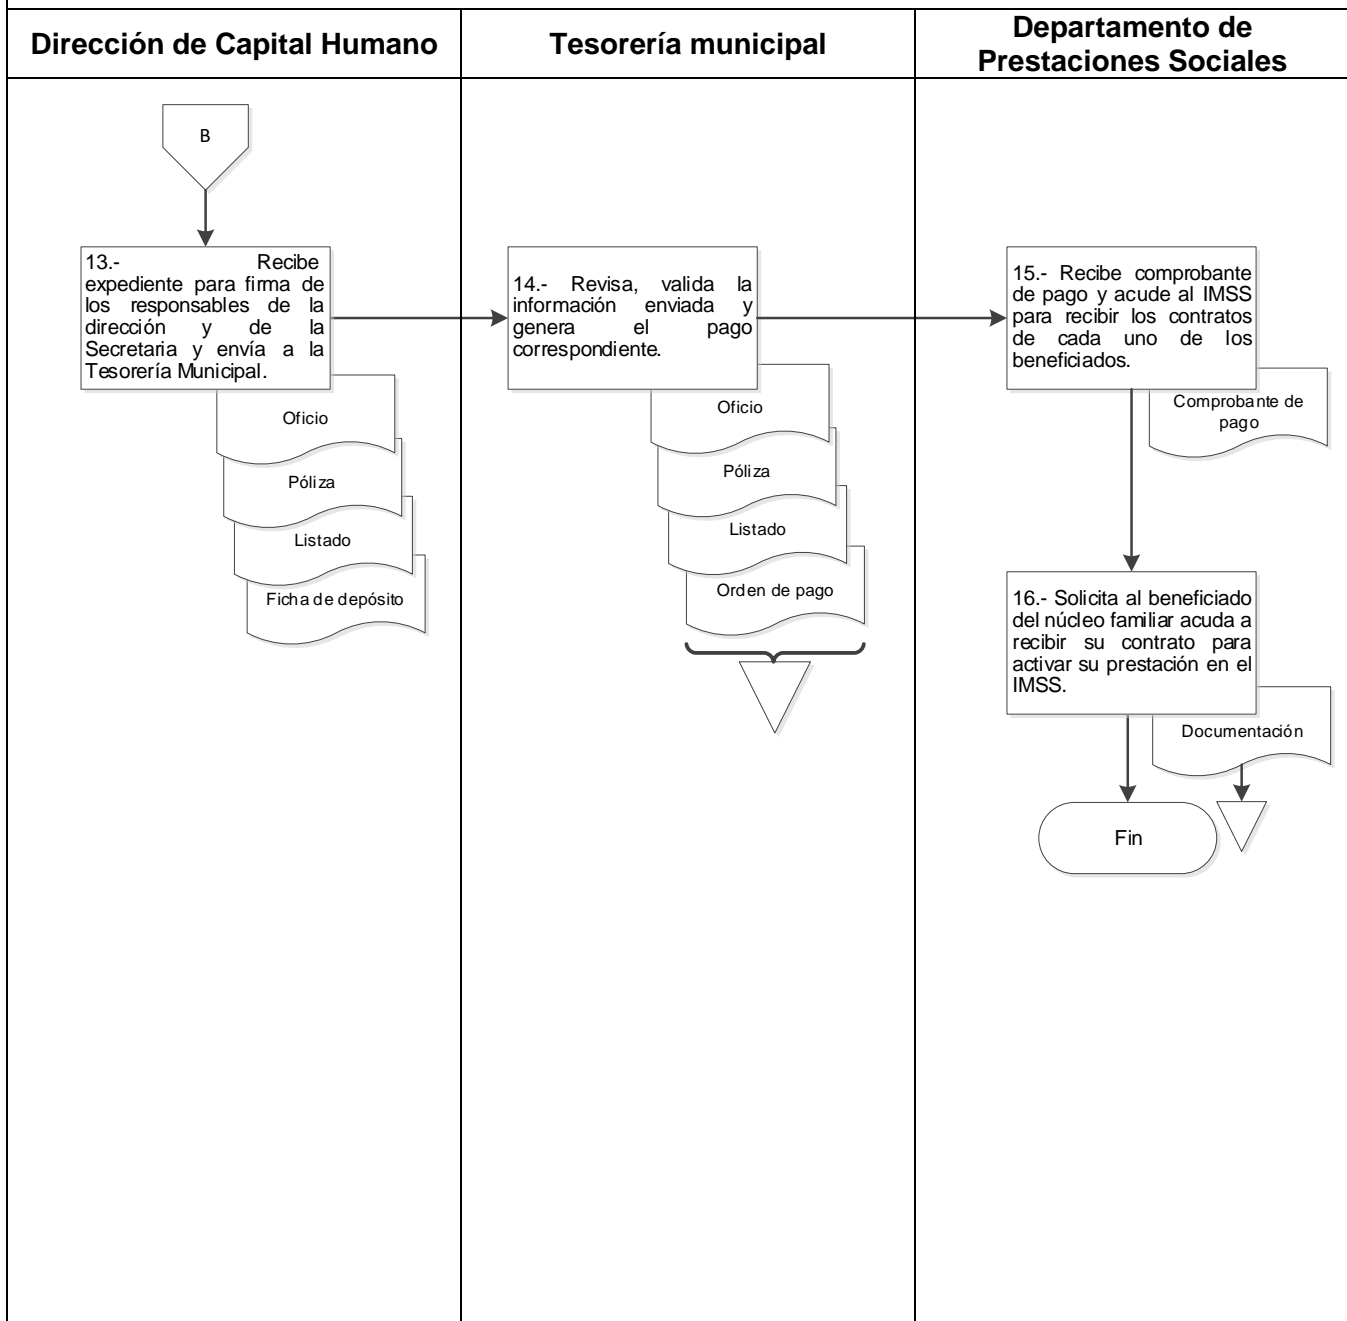 Dirección de Capital Humano
Tesorería municipal
Departamento de
Prestaciones Sociales
B
13.- Recibe
expediente para firma de
los responsables de la
dirección y de la
Secretaria y envía a la
Tesorería Municipal.
Oficio
Póliza
Listado
Ficha de depósito
14.- Revisa, valida la
información enviada y
genera el pago
correspondiente.
Oficio
Póliza
Listado
Orden de pago
15.- Recibe comprobante
de pago y acude al IMSS
para recibir los contratos
de cada uno de los
beneficiados.
Comprobante de
pago
16.- Solicita al beneficiado
del núcleo familiar acuda a
recibir su contrato para
activar su prestación en el
IMSS.
Documentación
Fin